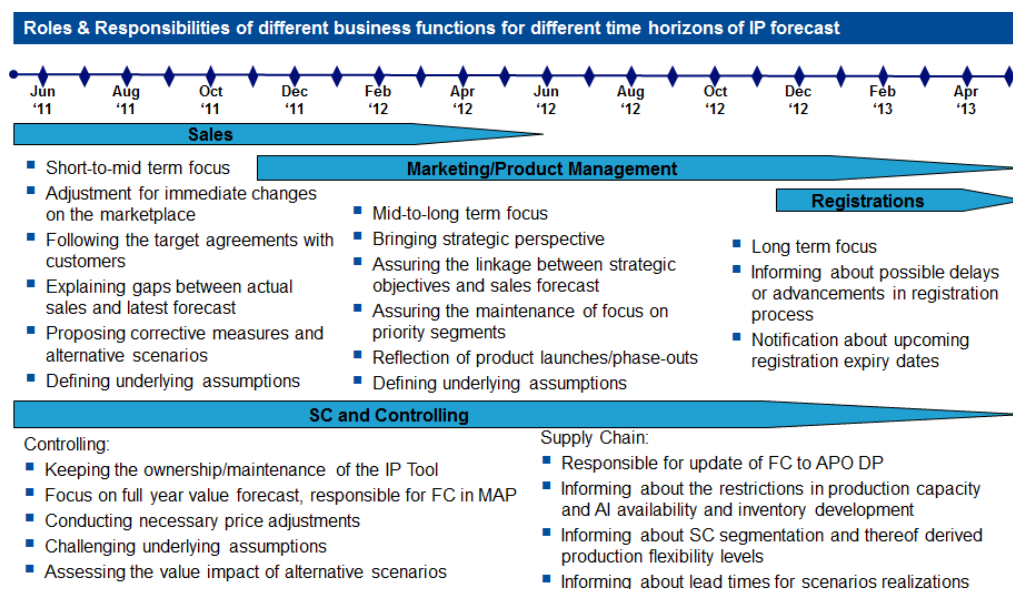 Roles & Responsibilities of different business functions for different time horizons of IP forecast
Jun Aug Oct Dec Feb Apr Jun Aug Oct Dec Feb Apr
'11 '11 '11 '11 '12 '12 '12 '12 '12 '12 '13 '13
Sales
Short-to-mid term focus
Adjustment for immediate changes
on the marketplace
Following the target agreements with
customers
Explaining gaps between actual
sales and latest forecast
Proposing corrective measures and
alternative scenarios
Defining underlying assumptions
Marketing/Product Management
Mid-to-long term focus
Bringing strategic perspective
Assuring the linkage between strategic
objectives and sales forecast
Assuring the maintenance of focus on
priority segments
Reflection of product launches/phase-outs
Defining underlying assumptions
Registrations
Long term focus
Informing about possible delays
or advancements in registration
process
Notification about upcoming
registration expiry dates
SC and Controlling
Controlling:
Keeping the ownership/maintenance of the IP Tool
Focus on full year value forecast, responsible for FC in MAP
Conducting necessary price adjustments
Challenging underlying assumptions
Assessing the value impact of alternative scenarios
Supply Chain:
Responsible for update of FC to APO DP
Informing about the restrictions in production capacity
and AI availability and inventory development
Informing about SC segmentation and thereof derived
production flexibility levels
Informing about lead times for scenarios realizations